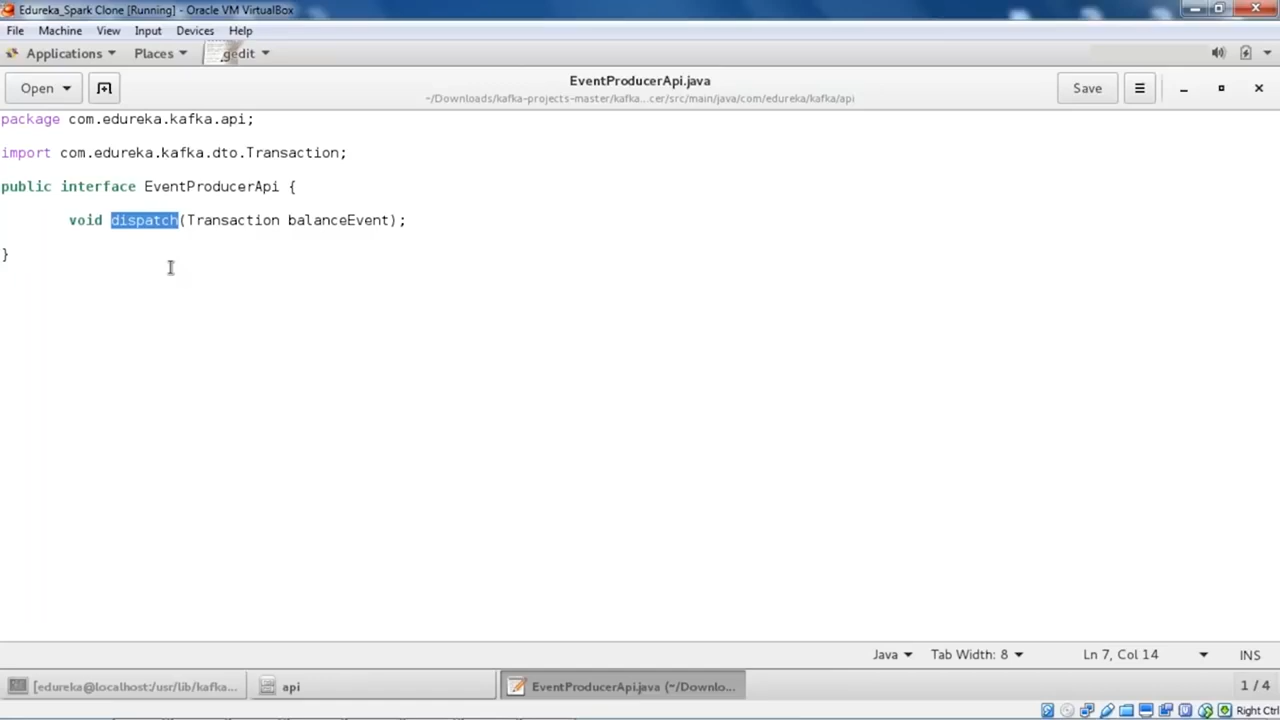 Edureka_Spark Clone [Running] - Oracle VM VirtualBox
File Machine View Input Devices Help
Applications Places gedit
Open EventProducerApi.java Save
~/Downloads/kafka-projects-master/kafka...cer/src/main/java/com/edureka/kafka/api
package com.edureka.kafka.api;
import com.edureka.kafka.dto.Transaction;
public interface EventProducerApi {
void dispatch(Transaction balanceEvent);
}
Java Tab Width: 8 Ln 7, Col 14 INS
[edureka@localhost:/usr/lib/kafka... api EventProducerApi.java (~/Downlo... 1 / 4
Right Ctrl